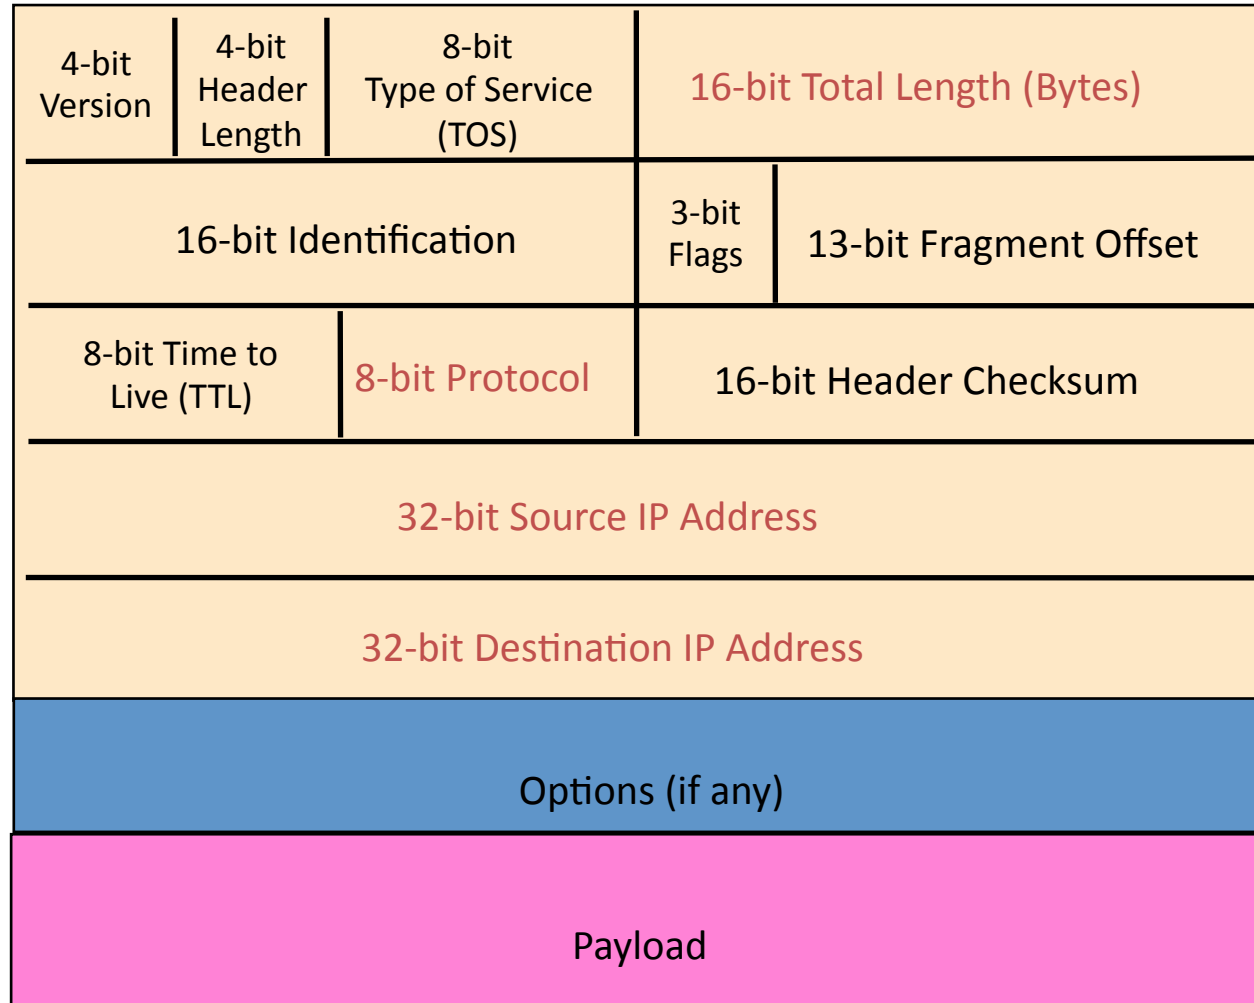 4-bit
Version
4-bit
Header
Length
8-bit
Type of Service
(TOS)
16-bit Total Length (Bytes)
16-bit Identification
3-bit
Flags
13-bit Fragment Offset
8-bit Time to
Live (TTL)
8-bit Protocol
16-bit Header Checksum
32-bit Source IP Address
32-bit Destination IP Address
Options (if any)
Payload